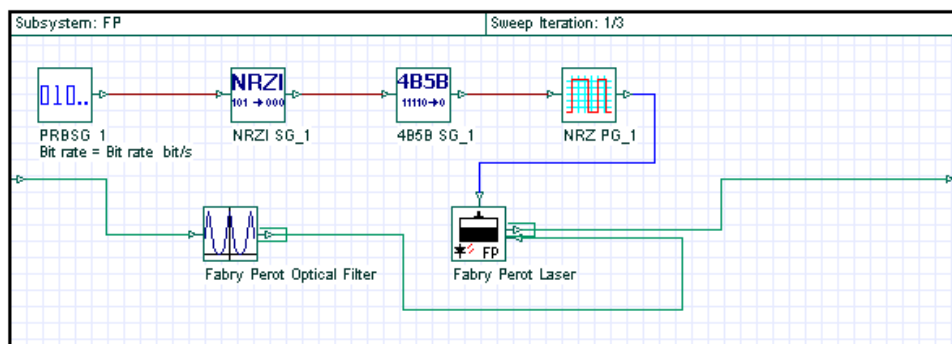 Subsystem: FP
Sweep Iteration: 1/3
010..
NRZI
101 → 000
4B5B
11110→0
PRBSG 1
Bit rate = Bit rate bit/s
NRZI SG_1
4B5B SG_1
NRZ PG_1
FP
Fabry Perot Optical Filter
Fabry Perot Laser